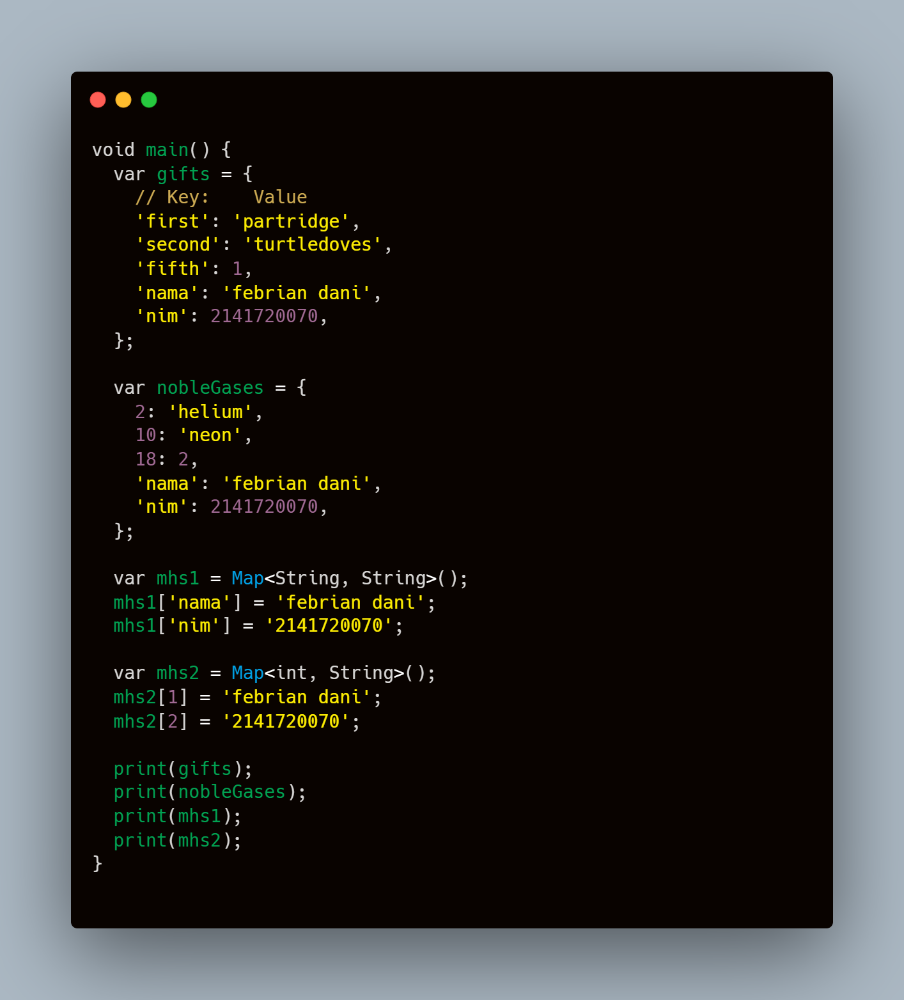 void main() {
  var gifts = {
    // Key:    Value
    'first': 'partridge',
    'second': 'turtledoves',
    'fifth': 1,
    'nama': 'febrian dani',
    'nim': 2141720070,
  };

  var nobleGases = {
    2: 'helium',
    10: 'neon',
    18: 2,
    'nama': 'febrian dani',
    'nim': 2141720070,
  };

  var mhs1 = Map<String, String>();
  mhs1['nama'] = 'febrian dani';
  mhs1['nim'] = '2141720070';

  var mhs2 = Map<int, String>();
  mhs2[1] = 'febrian dani';
  mhs2[2] = '2141720070';

  print(gifts);
  print(nobleGases);
  print(mhs1);
  print(mhs2);
}